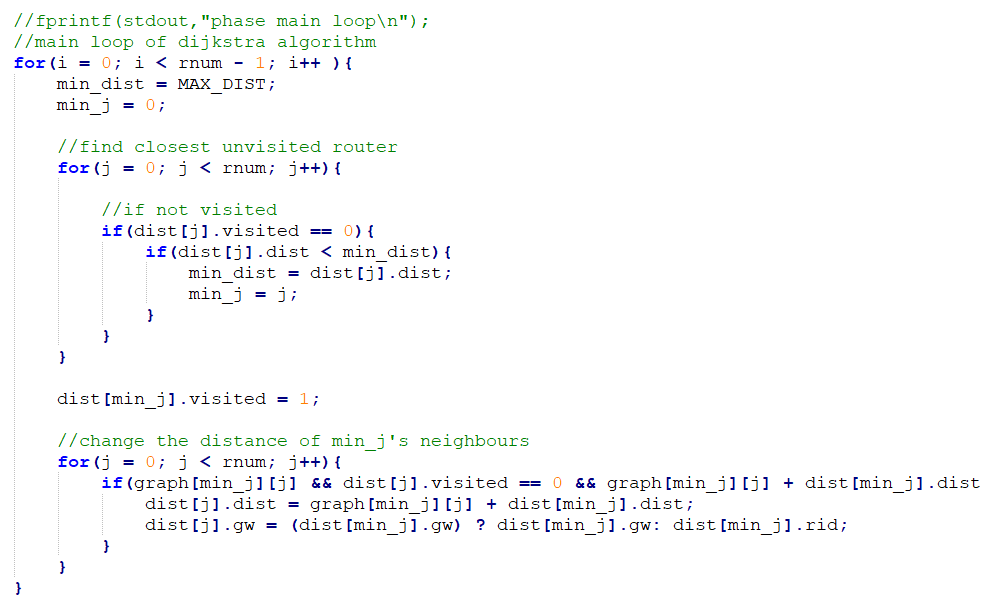 //fprintf(stdout,"phase main loop\n");
//main loop of dijkstra algorithm
for(i = 0; i < rnum - 1; i++ ){
    min_dist = MAX_DIST;
    min_j = 0;

    //find closest unvisited router
    for(j = 0; j < rnum; j++){

        //if not visited
        if(dist[j].visited == 0){
            if(dist[j].dist < min_dist){
                min_dist = dist[j].dist;
                min_j = j;
            }
        }
    }

    dist[min_j].visited = 1;

    //change the distance of min_j's neighbours
    for(j = 0; j < rnum; j++){
        if(graph[min_j][j] && dist[j].visited == 0 && graph[min_j][j] + dist[min_j].dist
            dist[j].dist = graph[min_j][j] + dist[min_j].dist;
            dist[j].gw = (dist[min_j].gw) ? dist[min_j].gw: dist[min_j].rid;
        }
    }
}